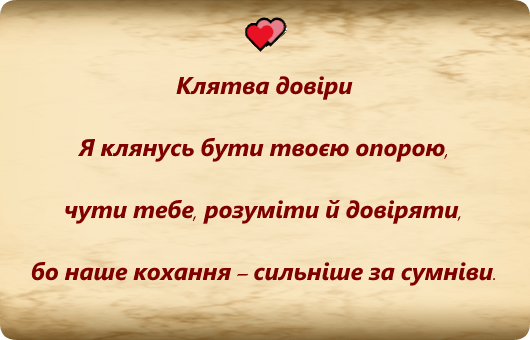 Клятва довіри
Я клянусь бути твоєю опорою,
чути тебе, розуміти й довіряти,
бо наше кохання – сильніше за сумніви.